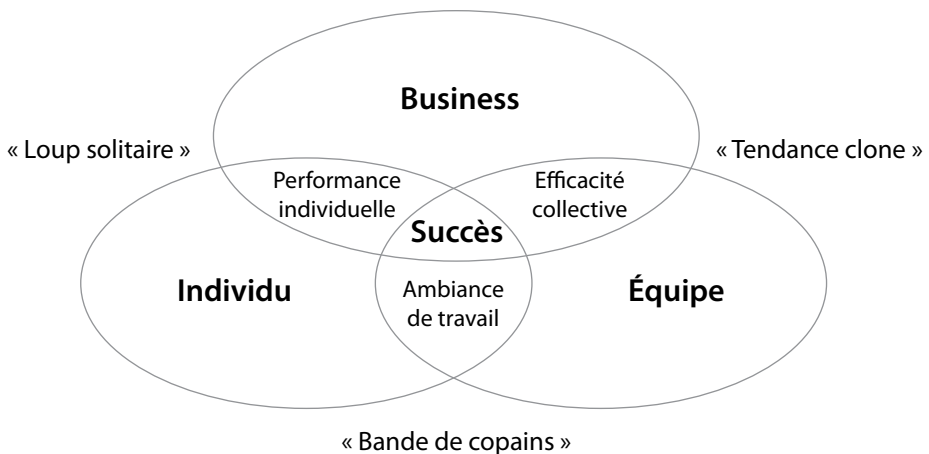 Business
« Loup solitaire »
« Tendance clone »
Performance
individuelle
Efficacité
collective
Succès
Individu
Ambiance
de travail
Équipe
« Bande de copains »